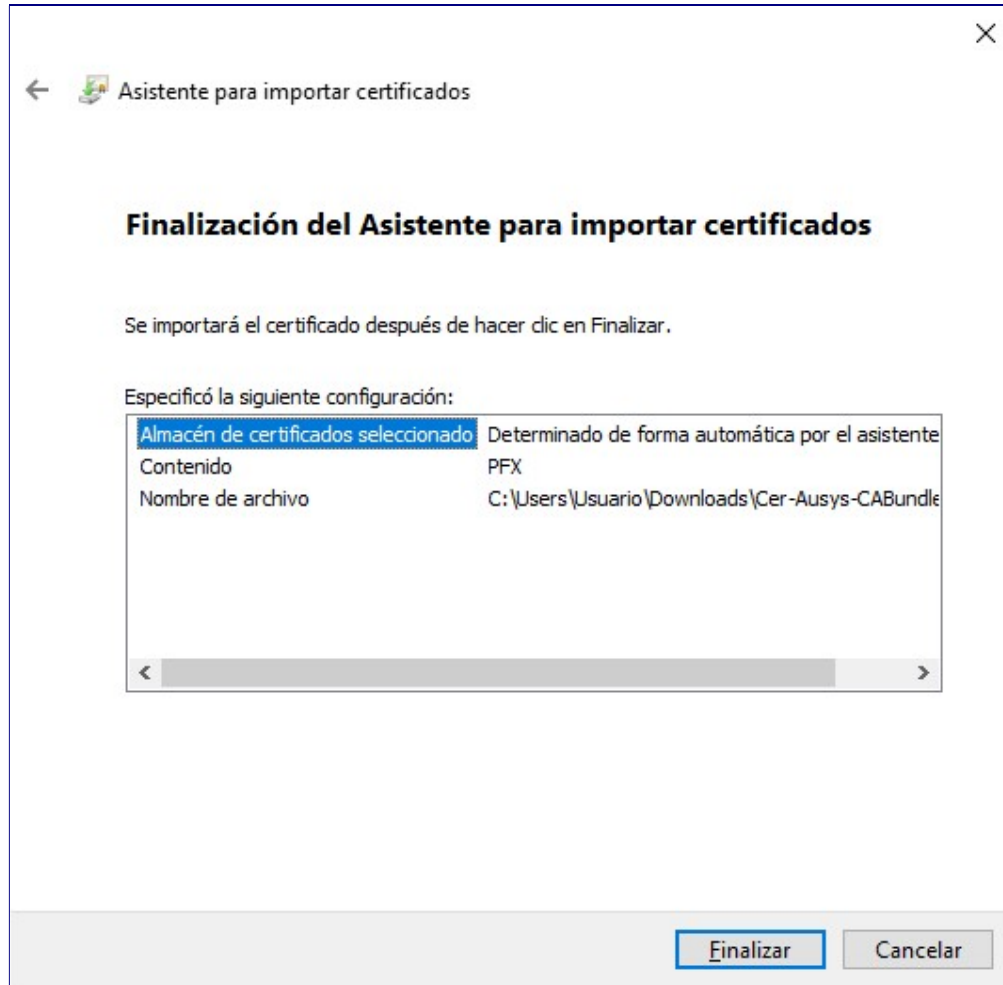 Asistente para importar certificados
Finalización del Asistente para importar certificados
Se importará el certificado después de hacer clic en Finalizar.
Especificó la siguiente configuración:
Almacén de certificados seleccionado Determinado de forma automática por el asistente
Contenido PFX
Nombre de archivo C:\Users\Usuario\Downloads\Cer-Ausys-CABundle
Finalizar Cancelar